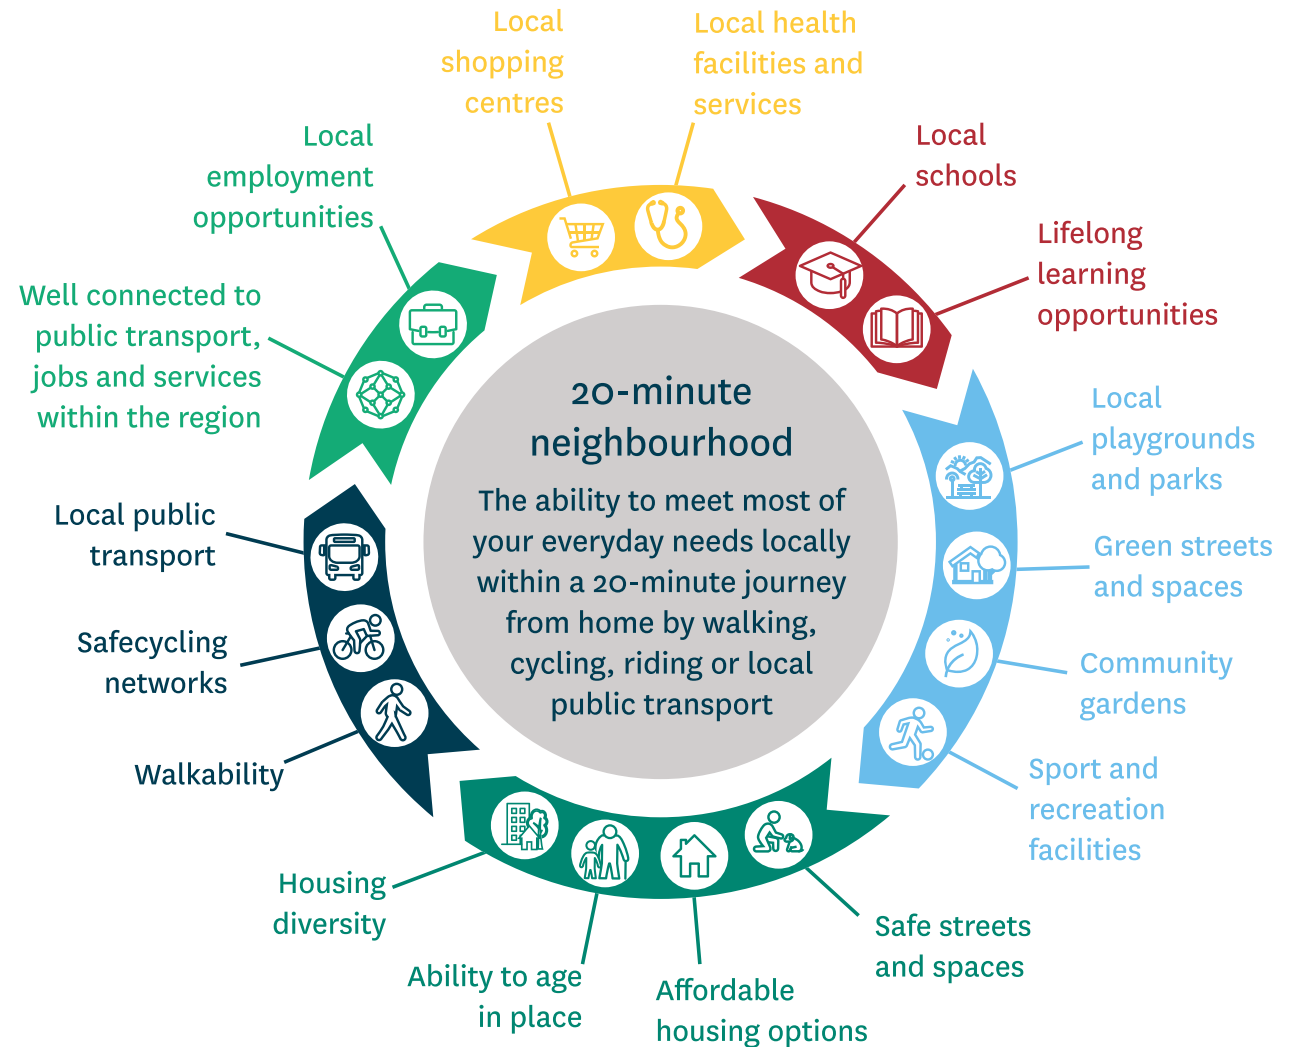 Local
shopping
centres
Local health
facilities and
services
Local
schools
Lifelong
learning
opportunities
Local
playgrounds
and parks
Green streets
and spaces
Community
gardens
Sport and
recreation
facilities
Safe streets
and spaces
Affordable
housing options
Ability to age
in place
Housing
diversity
Walkability
Safecycling
networks
Local public
transport
Well connected to
public transport,
jobs and services
within the region
Local
employment
opportunities
20-minute
neighbourhood
The ability to meet most of
your everyday needs locally
within a 20-minute journey
from home by walking,
cycling, riding or local
public transport